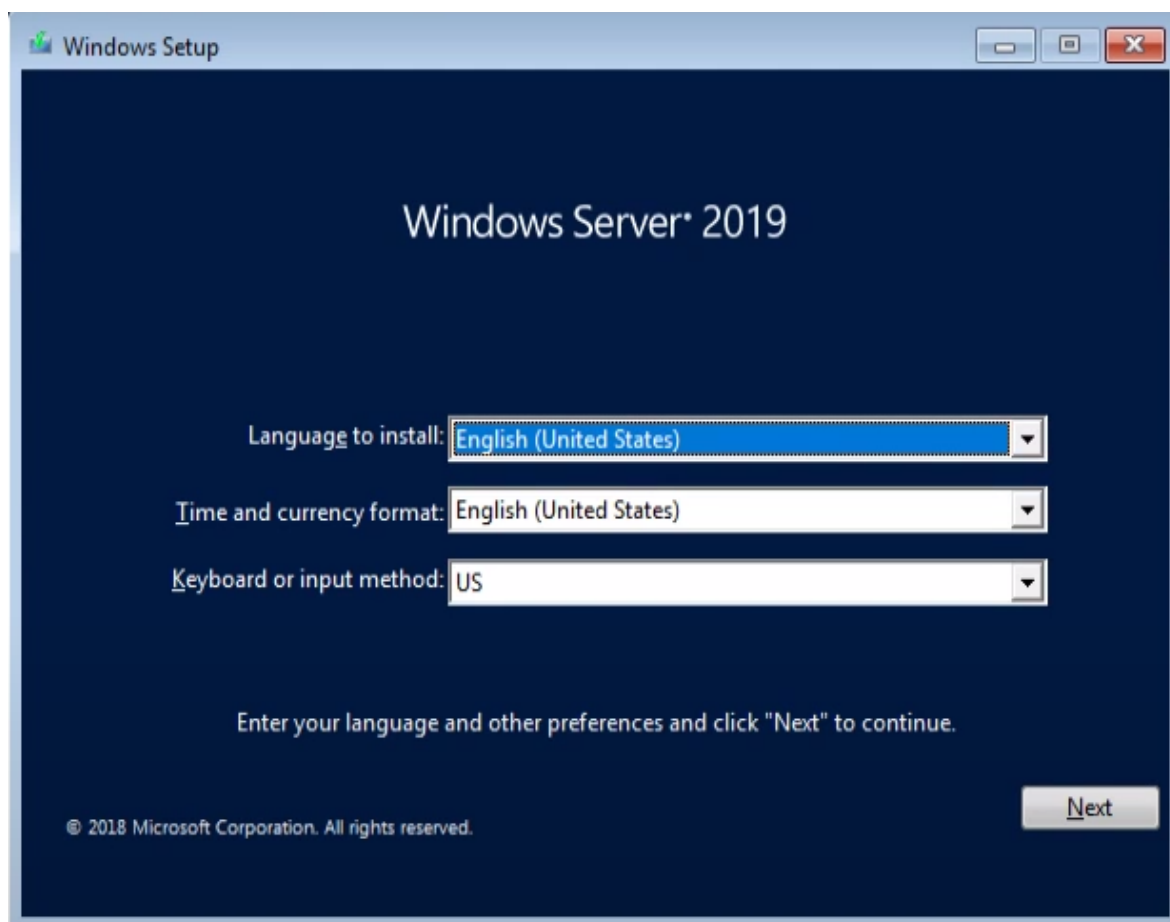 Windows Setup
Windows Server® 2019
Language to install: English (United States)
Time and currency format: English (United States)
Keyboard or input method: US
Enter your language and other preferences and click "Next" to continue.
Next
© 2018 Microsoft Corporation. All rights reserved.